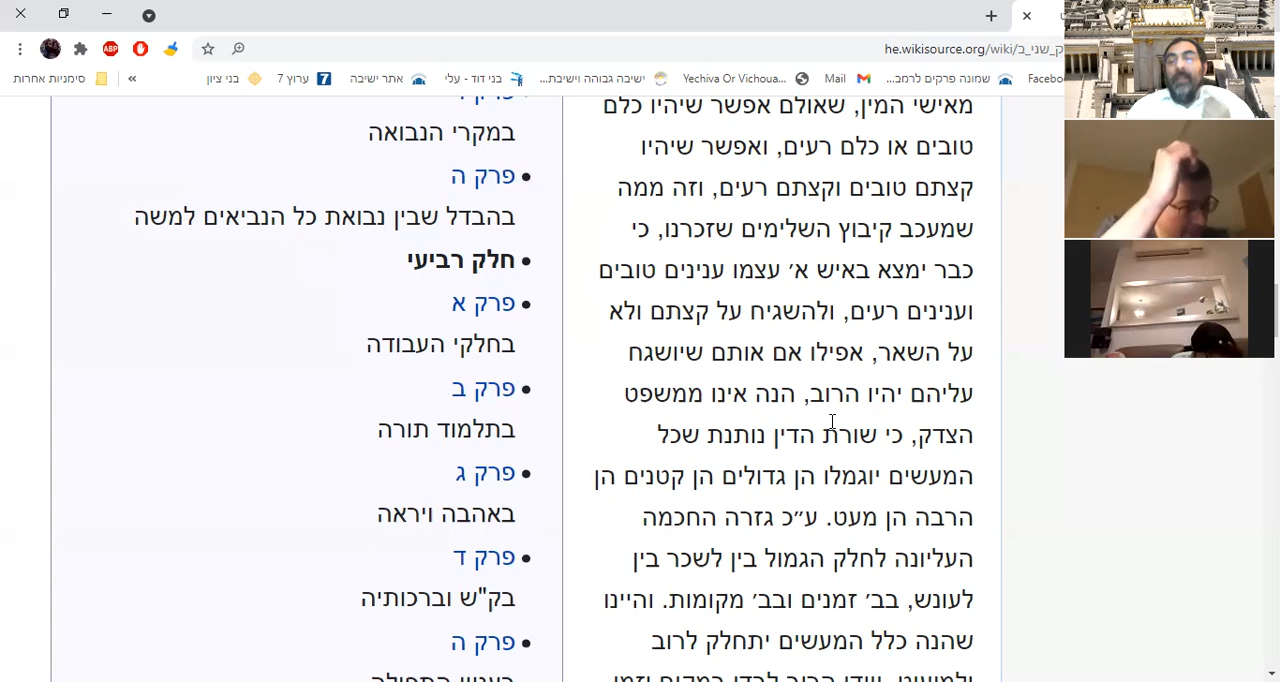 he.wikisource.org/wiki/ק_שני_ב
סימניות אחרות
בני ציון
ערוץ 7
אתר ישיבה
בני דוד - עלי
ישיבה גבוהה וישיבת...
Yechiva Or Vichoua...
Mail
שמונה פרקים לרמב...
Facebo
ABP
מאישי המין, שאולם אפשר שיהיו כלם
טובים או כלם רעים, ואפשר שיהיו
קצתם טובים וקצתם רעים, וזה ממה
שמעכב קיבוץ השלימים שזכרנו, כי
כבר ימצא באיש א׳ עצמו ענינים טובים
וענינים רעים, ולהשגיח על קצתם ולא
על השאר, אפילו אם אותם שיושגח
עליהם יהיו הרוב, הנה אינו ממשפט
הצדק, כי שורת הדין נותנת שכל
המעשים יוגמלו הן גדולים הן קטנים הן
הרבה הן מעט. ע״כ גזרה החכמה
העליונה לחלק הגמול בין לשכר בין
לעונש, בב׳ זמנים ובב׳ מקומות. והיינו
שהנה כלל המעשים יתחלק לרוב
במקרי הנבואה
פרק ה
בהבדל שבין נבואת כל הנביאים למשה
חלק רביעי
פרק א
בחלקי העבודה
פרק ב
בתלמוד תורה
פרק ג
באהבה ויראה
פרק ד
בק"ש וברכותיה
פרק ה